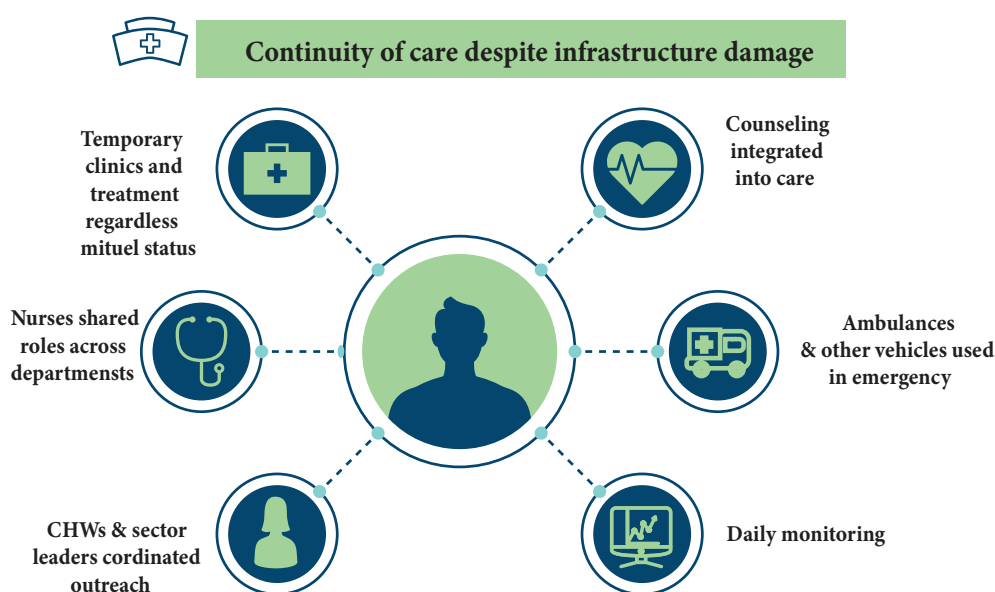 Continuity of care despite infrastructure damage
Temporary
clinics and
treatment
regardless
mituel status
Counseling
integrated
into care
Nurses shared
roles across
departmensts
Ambulances
& other vehicles used
in emergency
CHWs & sector
leaders cordinated
outreach
Daily monitoring